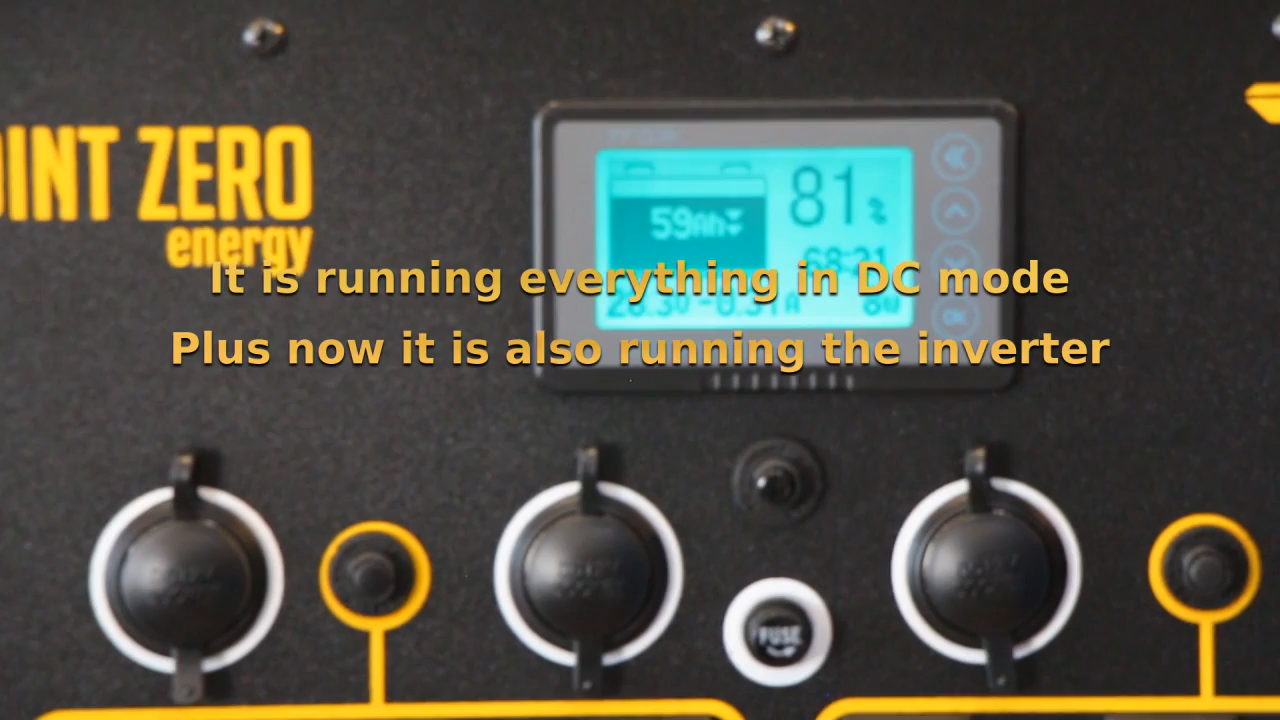 OINT ZERO
energy
81%
59Ah
It is running everything in DC mode
Plus now it is also running the inverter
OK
FUSE